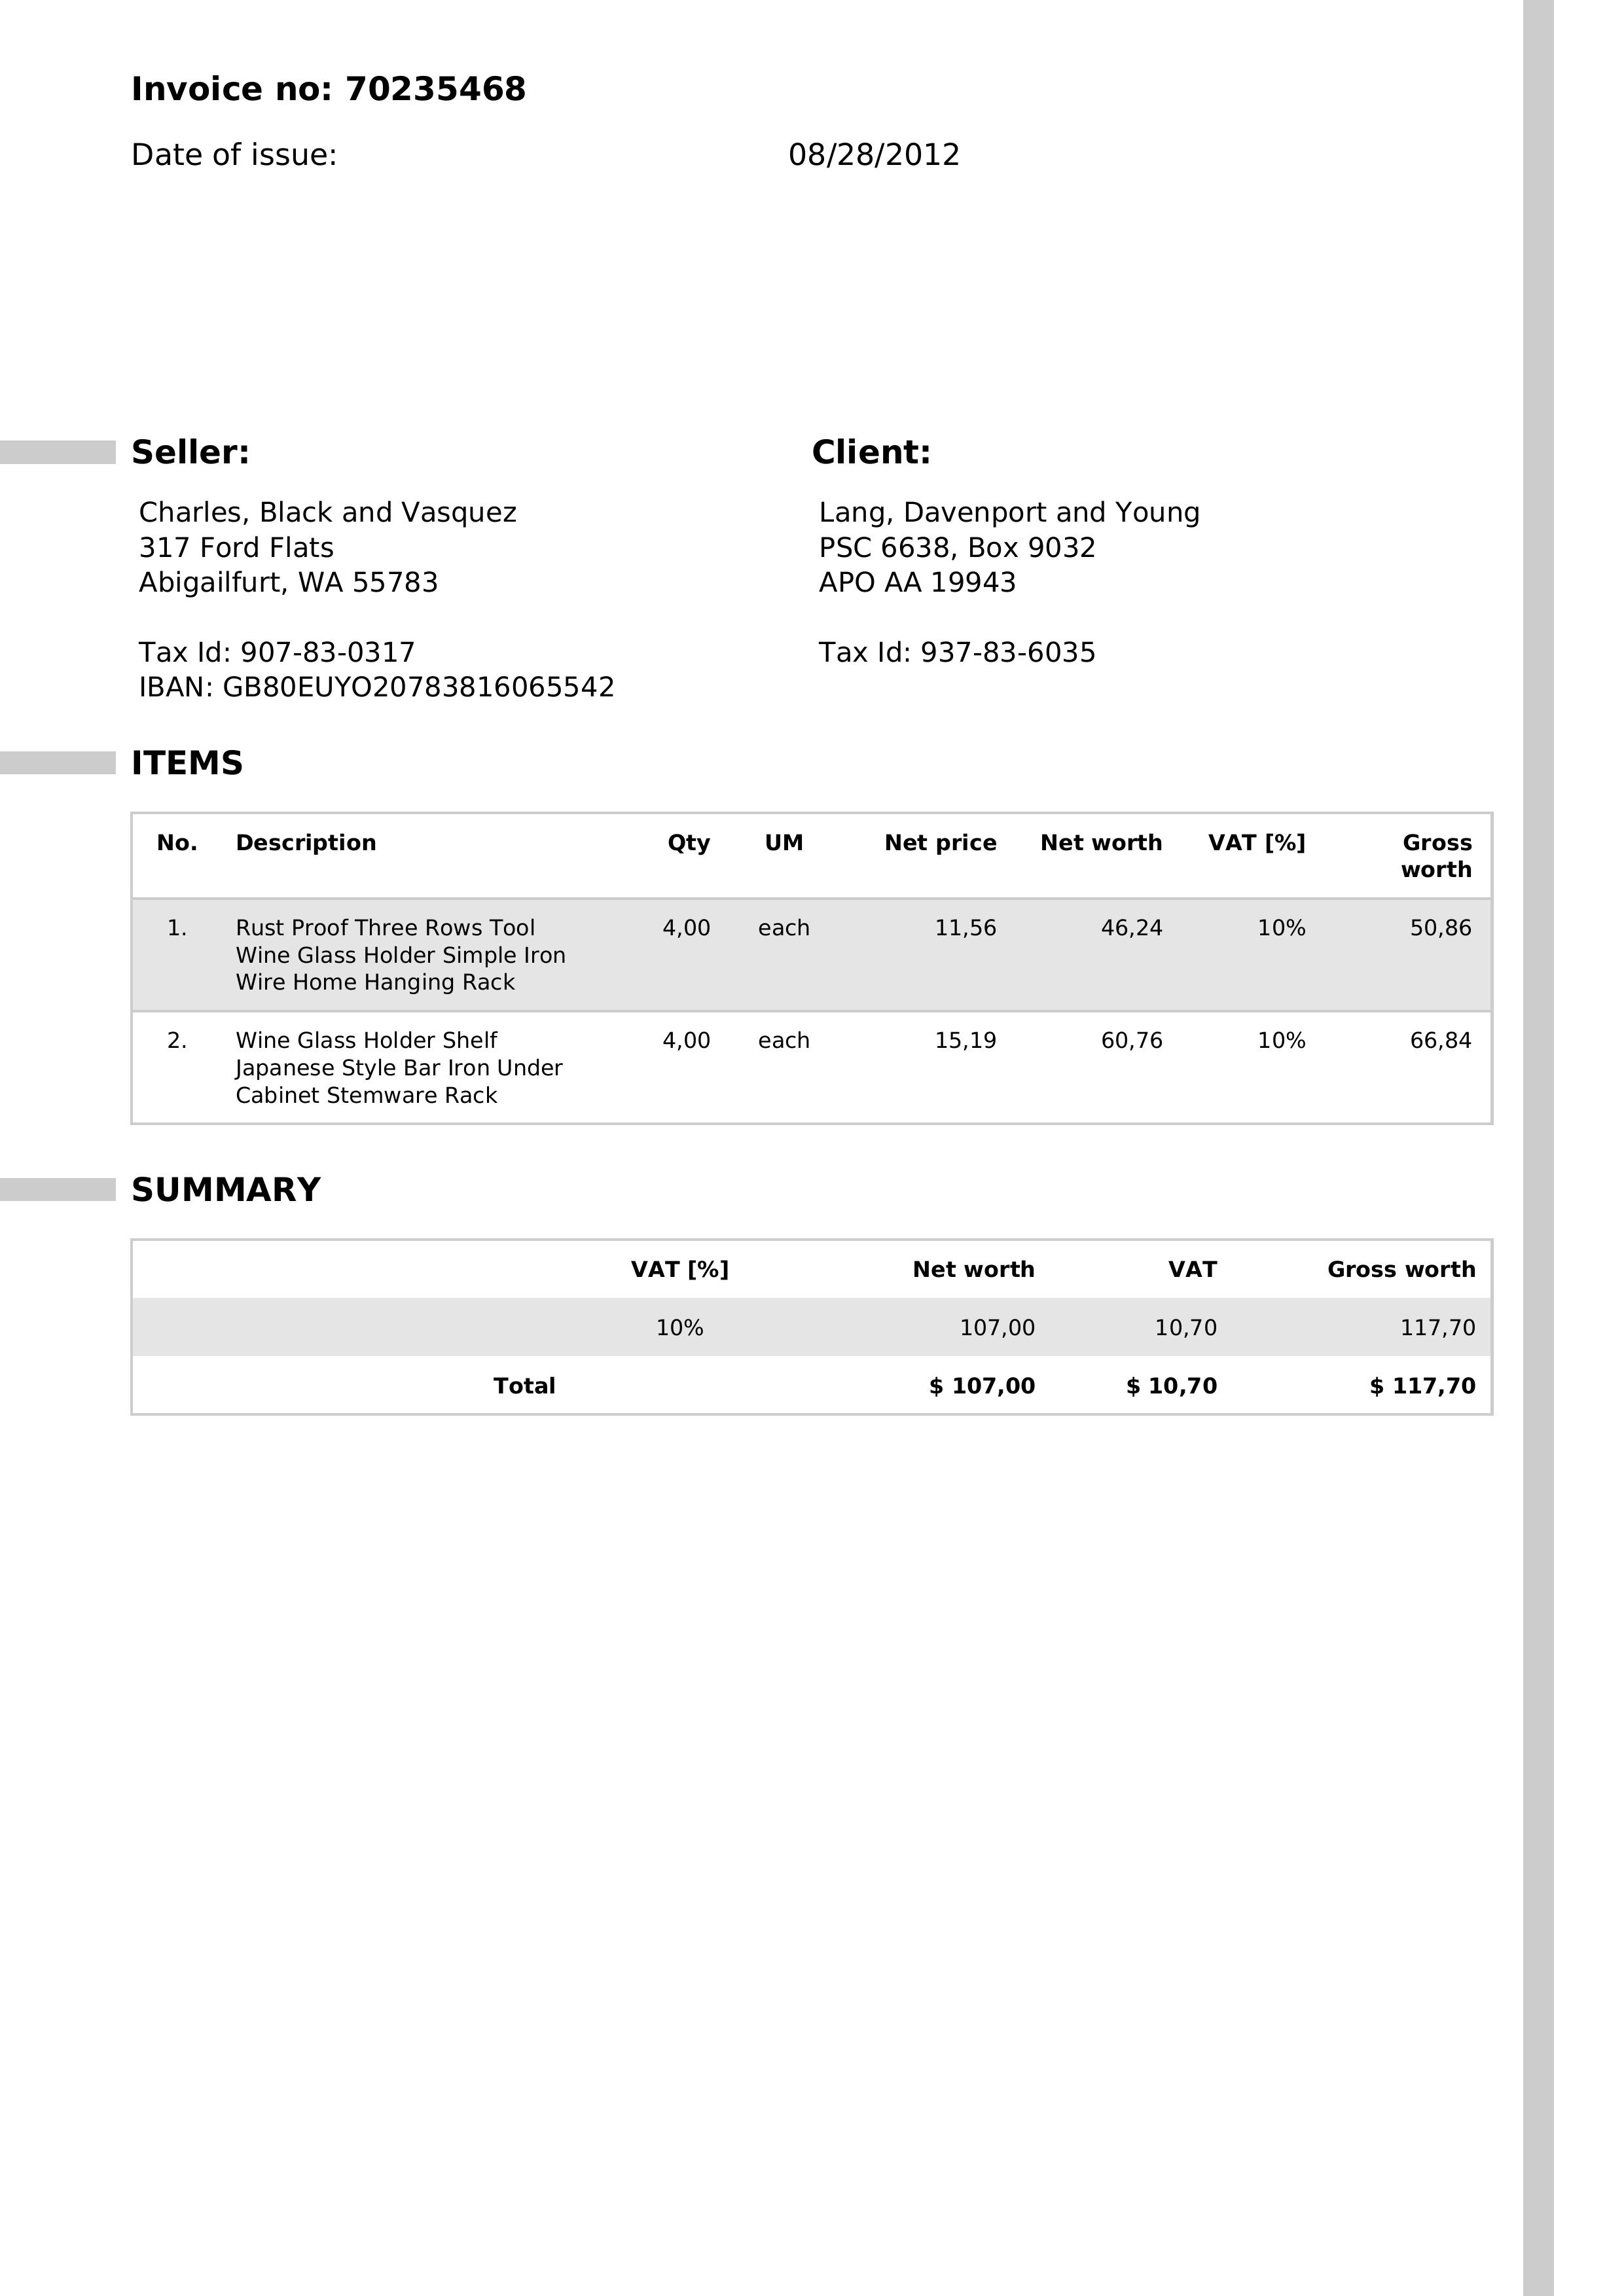 Invoice no: 70235468
Date of issue: 08/28/2012
Seller:
Charles, Black and Vasquez
317 Ford Flats
Abigailfurt, WA 55783
Tax Id: 907-83-0317
IBAN: GB80EUYO20783816065542
Client:
Lang, Davenport and Young
PSC 6638, Box 9032
APO AA 19943
Tax Id: 937-83-6035
ITEMS
No. Description Qty UM Net price Net worth VAT [%] Gross
worth
1. Rust Proof Three Rows Tool 4,00 each 11,56 46,24 10% 50,86
Wine Glass Holder Simple Iron
Wire Home Hanging Rack
2. Wine Glass Holder Shelf 4,00 each 15,19 60,76 10% 66,84
Japanese Style Bar Iron Under
Cabinet Stemware Rack
SUMMARY
VAT [%] Net worth VAT Gross worth
10% 107,00 10,70 117,70
Total $ 107,00 $ 10,70 $ 117,70